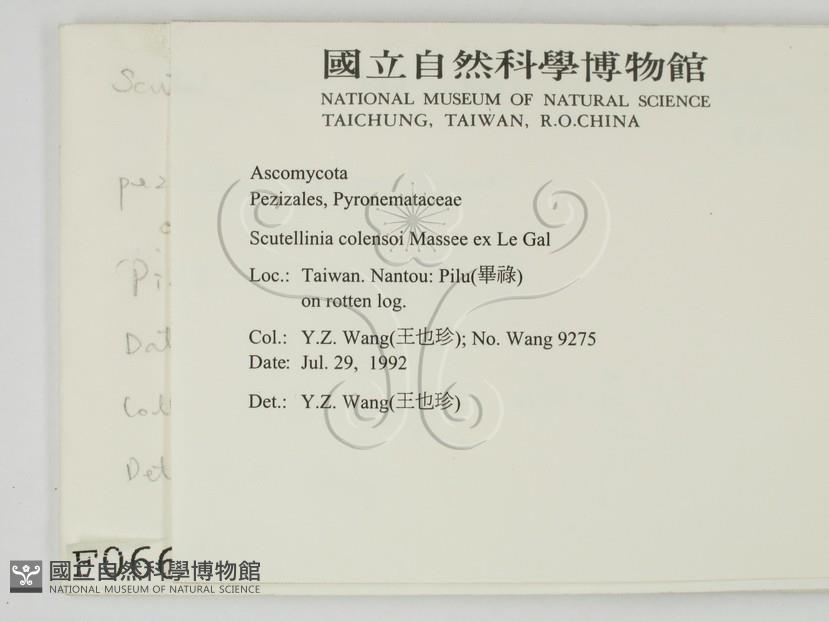 國立自然科學博物館
NATIONAL MUSEUM OF NATURAL SCIENCE
TAICHUNG, TAIWAN, R.O.CHINA
Ascomycota
Pezizales, Pyronemataceae
Scutellinia colensoi Massee ex Le Gal
Loc.: Taiwan. Nantou: Pilu(畢祿)
on rotten log.
Col.: Y.Z. Wang(王也珍); No. Wang 9275
Date: Jul. 29, 1992
Det.: Y.Z. Wang(王也珍)
F066
國立自然科學博物館
NATIONAL MUSEUM OF NATURAL SCIENCE